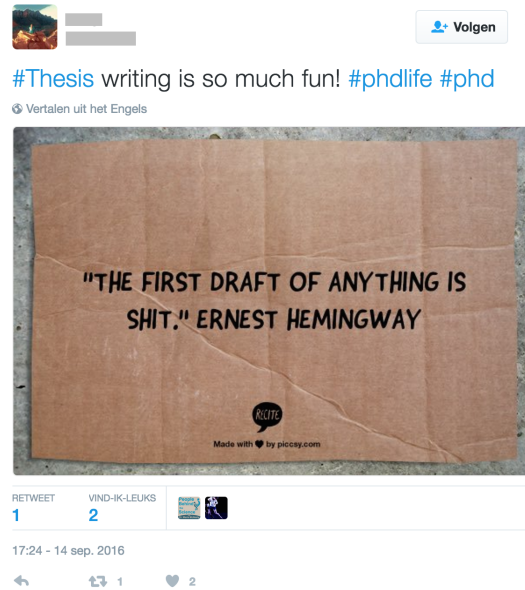 Volgen
#Thesis writing is so much fun! #phdlife #phd
Vertalen uit het Engels
"THE FIRST DRAFT OF ANYTHING IS
SHIT." ERNEST HEMINGWAY
RECITE
Made with ♥ by piccsy.com
RETWEET VIND-IK-LEUKS
1 2
17:24 - 14 sep. 2016
1 2